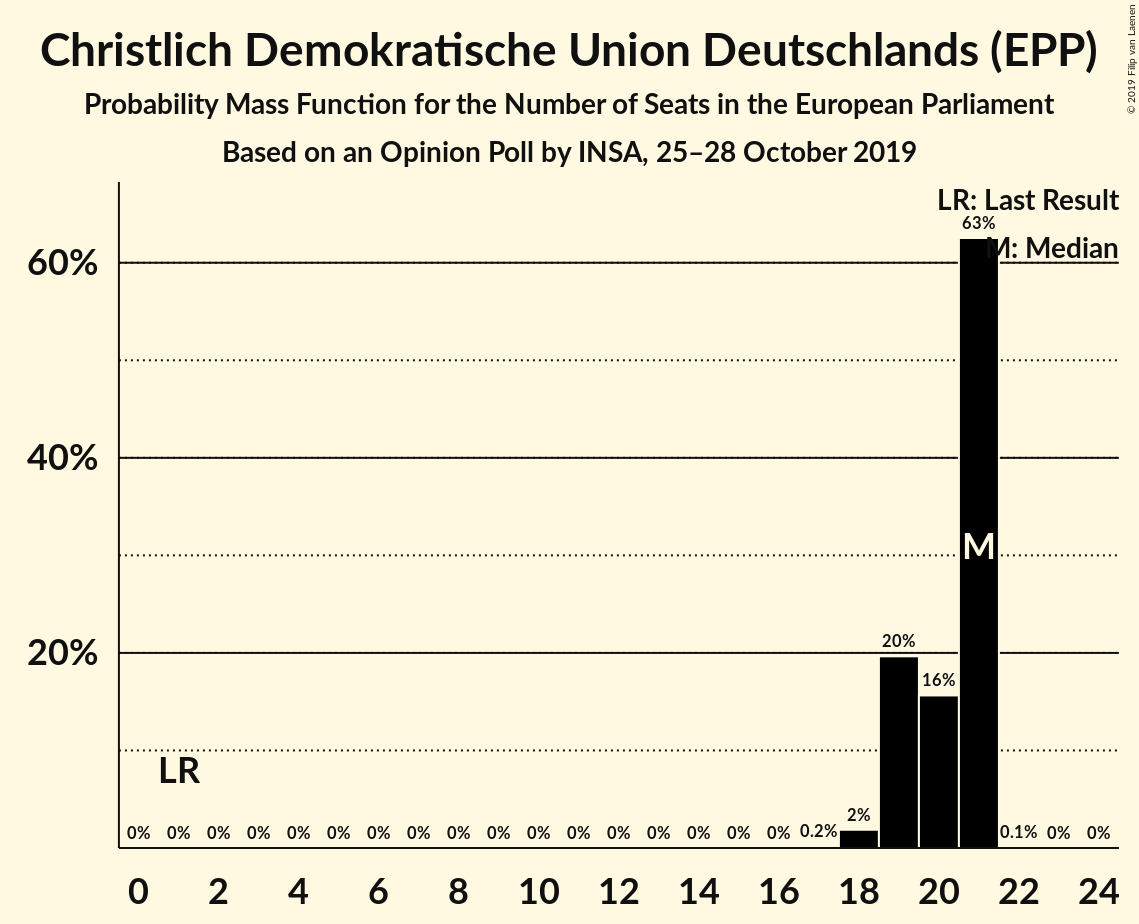 Christlich Demokratische Union Deutschlands (EPP)
Probability Mass Function for the Number of Seats in the European Parliament
Based on an Opinion Poll by INSA, 25–28 October 2019
© 2019 Filip van Laenen
LR: Last Result
63%
M: Median
60%
40%
M
20%
20%
16%
LR
2%
0% 0% 0% 0% 0% 0% 0% 0% 0% 0% 0% 0% 0% 0% 0% 0% 0% 0.2% 0.1% 0% 0%
0 2 4 6 8 10 12 14 16 18 20 22 24